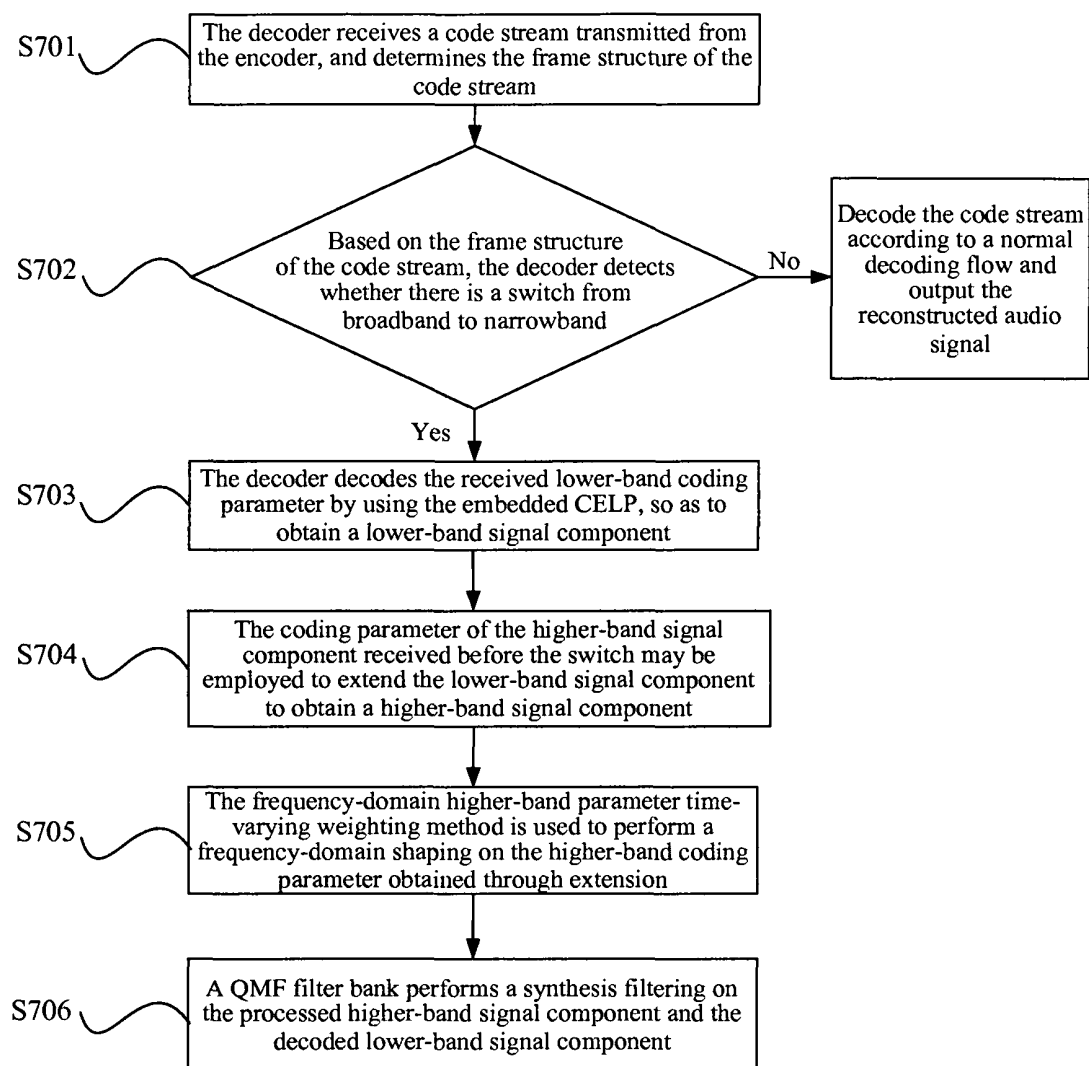 S701
The decoder receives a code stream transmitted from
the encoder, and determines the frame structure of the
code stream
S702
Based on the frame structure
of the code stream, the decoder detects
whether there is a switch from
broadband to narrowband
No
Decode the code stream
according to a normal
decoding flow and
output the
reconstructed audio
signal
Yes
S703
The decoder decodes the received lower-band coding
parameter by using the embedded CELP, so as to
obtain a lower-band signal component
S704
The coding parameter of the higher-band signal
component received before the switch may be
employed to extend the lower-band signal component
to obtain a higher-band signal component
S705
The frequency-domain higher-band parameter time-
varying weighting method is used to perform a
frequency-domain shaping on the higher-band coding
parameter obtained through extension
S706
A QMF filter bank performs a synthesis filtering on
the processed higher-band signal component and the
decoded lower-band signal component